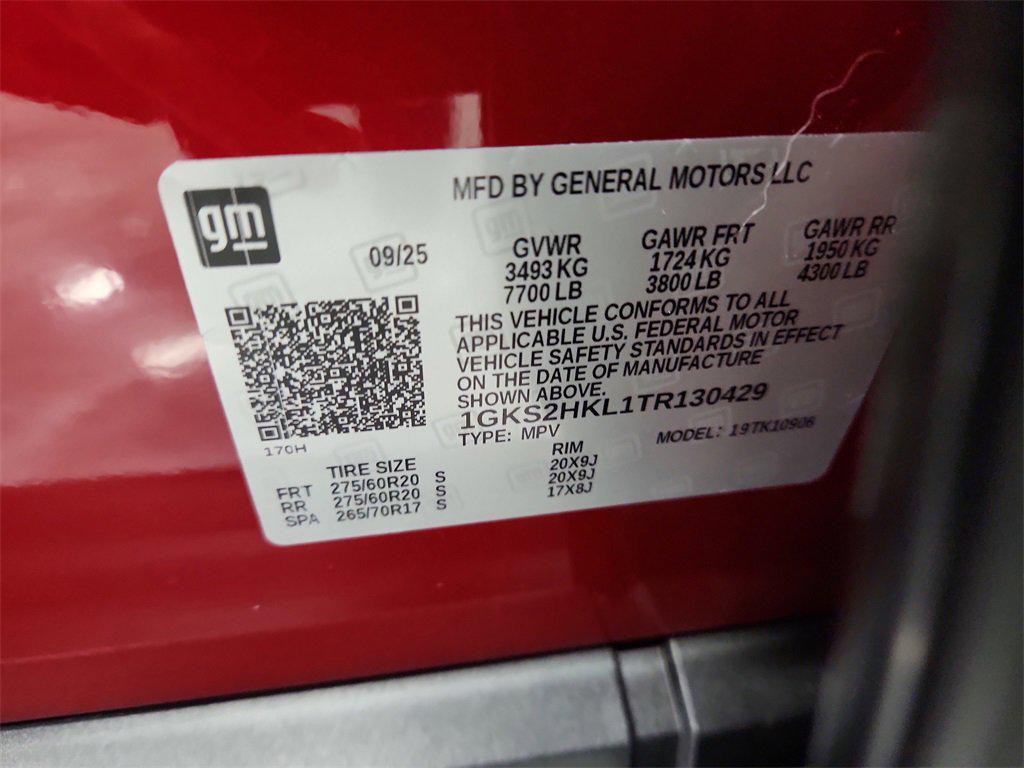 gm
MFD BY GENERAL MOTORS LLC
09/25
GVWR GAWR FRT GAWR RR
3493 KG 1724 KG 1950 KG
7700 LB 3800 LB 4300 LB
THIS VEHICLE CONFORMS TO ALL
APPLICABLE U.S. FEDERAL MOTOR
VEHICLE SAFETY STANDARDS IN EFFECT
ON THE DATE OF MANUFACTURE
SHOWN ABOVE.
1GKS2HKL1TR130429
TYPE: MPV MODEL: 19TK10906
170H
TIRE SIZE RIM
FRT 275/60R20 S 20X9J
RR 275/60R20 S 20X9J
SPA 265/70R17 S 17X8J